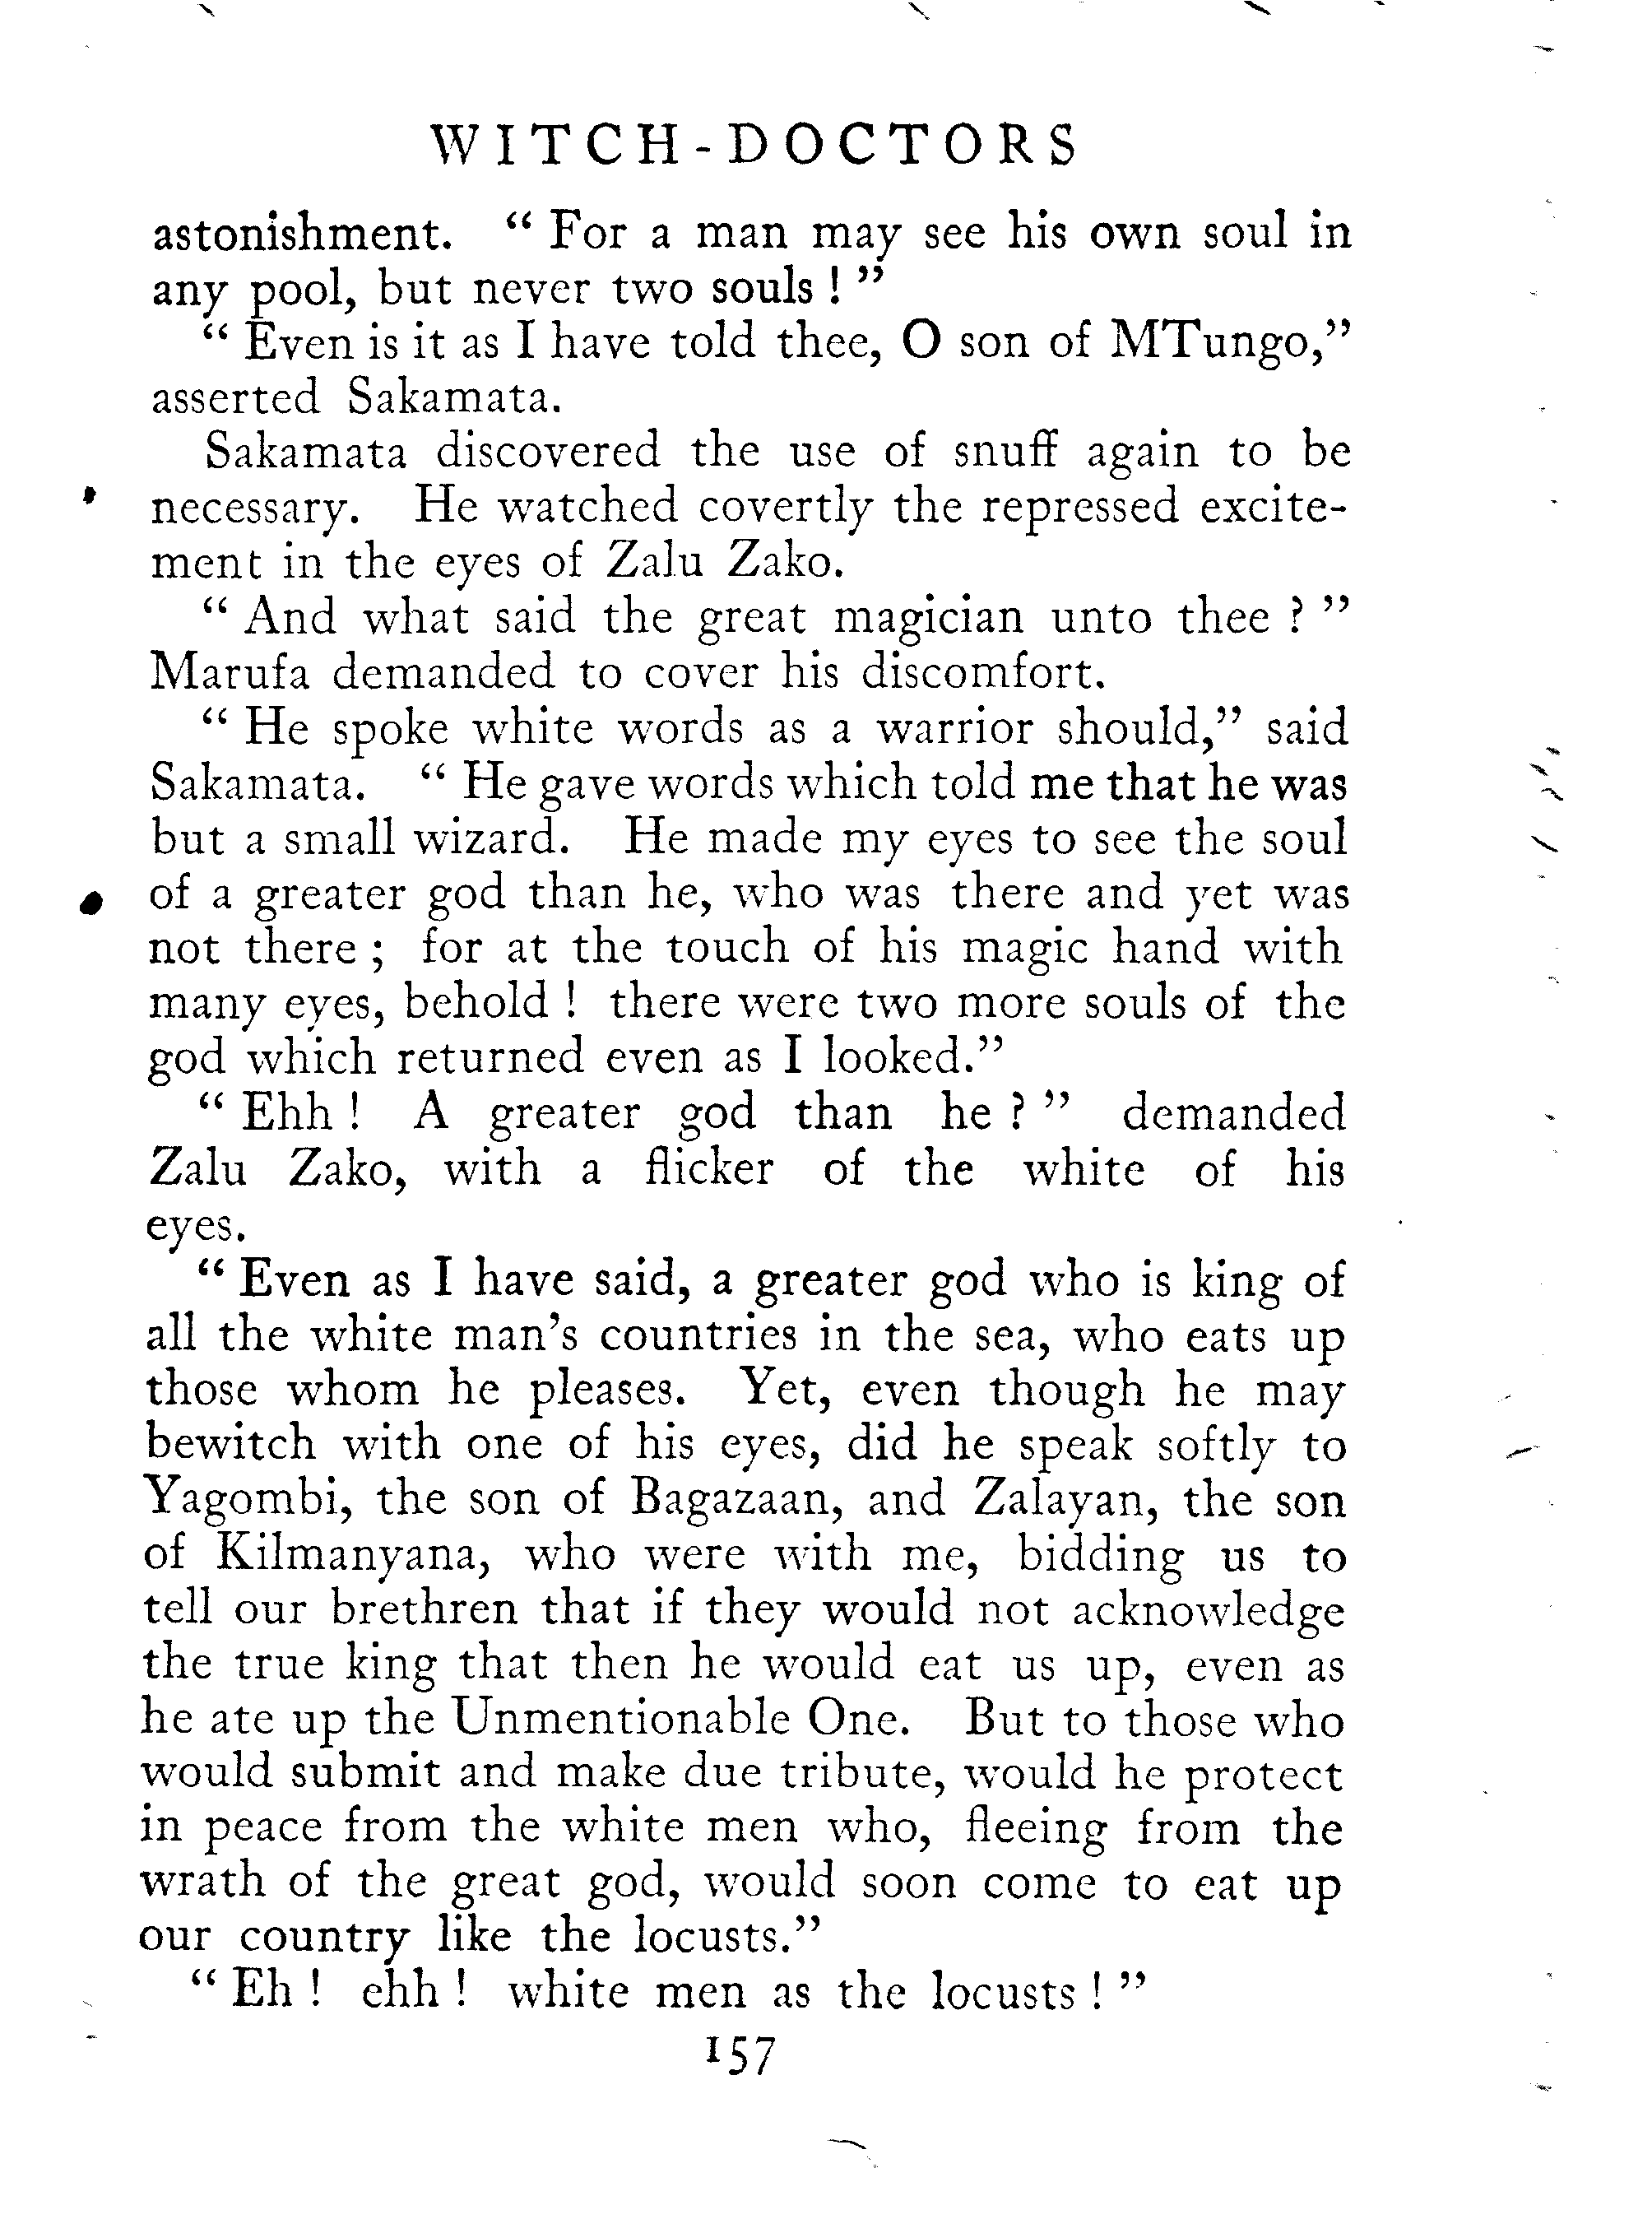 WITCH-DOCTORS
astonishment. “ For a man may see his own soul in
any pool, but never two souls ! ”
“ Even is it as I have told thee, O son of MTungo,”
asserted Sakamata.
Sakamata discovered the use of snuff again to be
necessary. He watched covertly the repressed excite-
ment in the eyes of Zalu Zako.
“ And what said the great magician unto thee ? ”
Marufa demanded to cover his discomfort.
“ He spoke white words as a warrior should,” said
Sakamata. “ He gave words which told me that he was
but a small wizard. He made my eyes to see the soul
of a greater god than he, who was there and yet was
not there ; for at the touch of his magic hand with
many eyes, behold ! there were two more souls of the
god which returned even as I looked.”
“ Ehh ! A greater god than he ? ” demanded
Zalu Zako, with a flicker of the white of his
eyes.
“ Even as I have said, a greater god who is king of
all the white man’s countries in the sea, who eats up
those whom he pleases. Yet, even though he may
bewitch with one of his eyes, did he speak softly to
Yagombi, the son of Bagazaan, and Zalayan, the son
of Kilmanyana, who were with me, bidding us to
tell our brethren that if they would not acknowledge
the true king that then he would eat us up, even as
he ate up the Unmentionable One. But to those who
would submit and make due tribute, would he protect
in peace from the white men who, fleeing from the
wrath of the great god, would soon come to eat up
our country like the locusts.”
“ Eh ! ehh ! white men as the locusts ! ”
157